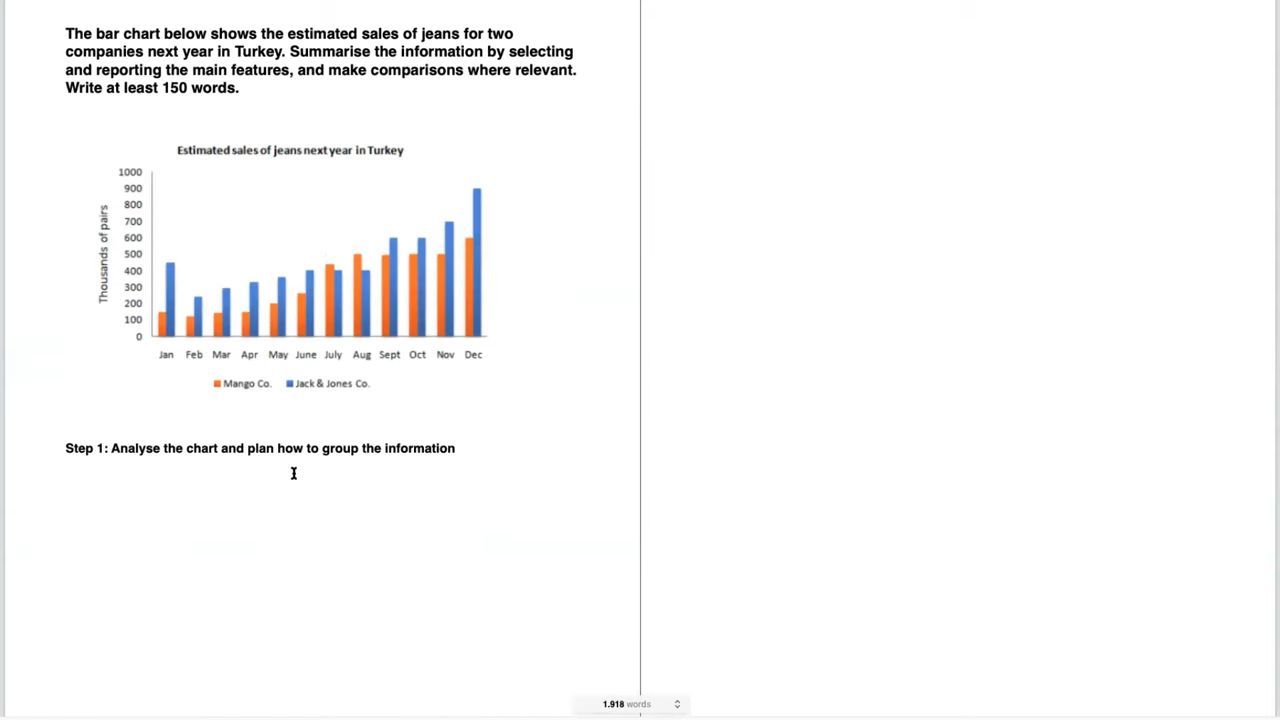 The bar chart below shows the estimated sales of jeans for two
companies next year in Turkey. Summarise the information by selecting
and reporting the main features, and make comparisons where relevant.
Write at least 150 words.
Estimated sales of jeans next year in Turkey
Thousands of pairs
1000
900
800
700
600
500
400
300
200
100
0
Jan Feb Mar Apr May June July Aug Sept Oct Nov Dec
Mango Co. Jack & Jones Co.
Step 1: Analyse the chart and plan how to group the information
1.918 words